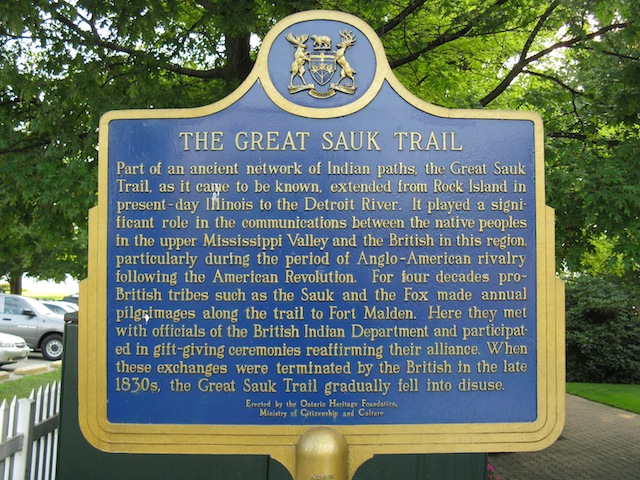 THE GREAT SAUK TRAIL
Part of an ancient network of Indian paths, the Great Sauk
Trail, as it came to be known, extended from Rock Island in
present-day Illinois to the Detroit River. It played a signi-
ficant role in the communications between the native peoples
in the upper Mississippi Valley and the British in this region,
particularly during the period of Anglo-American rivalry
following the American Revolution. For four decades pro-
British tribes such as the Sauk and the Fox made annual
pilgrimages along the trail to Fort Malden. Here they met
with officials of the British Indian Department and participat-
ed in gift-giving ceremonies reaffirming their alliance. When
these exchanges were terminated by the British in the late
1830s, the Great Sauk Trail gradually fell into disuse.
Erected by the Ontario Heritage Foundation,
Ministry of Citizenship and Culture